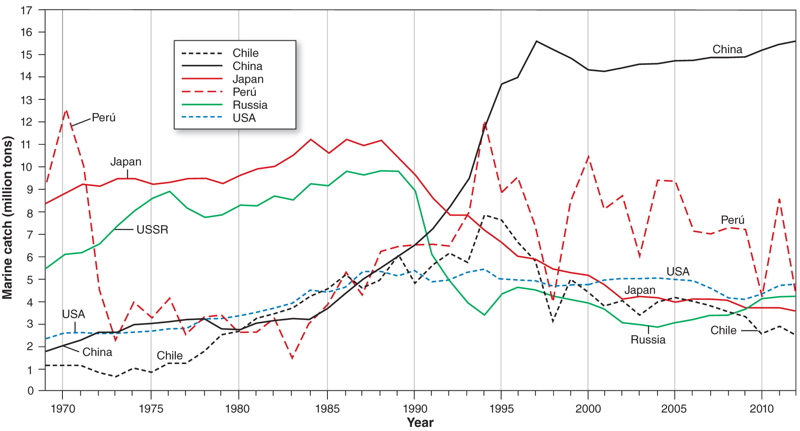 Marine catch (million tons)
17
16
15
14
13
12
11
10
9
8
7
6
5
4
3
2
1
0
Chile
China
Japan
Perú
Russia
USA
Perú
Japan
USSR
USA
China
Chile
China
Perú
USA
Japan
Russia
Chile
1970 1975 1980 1985 1990 1995 2000 2005 2010
Year